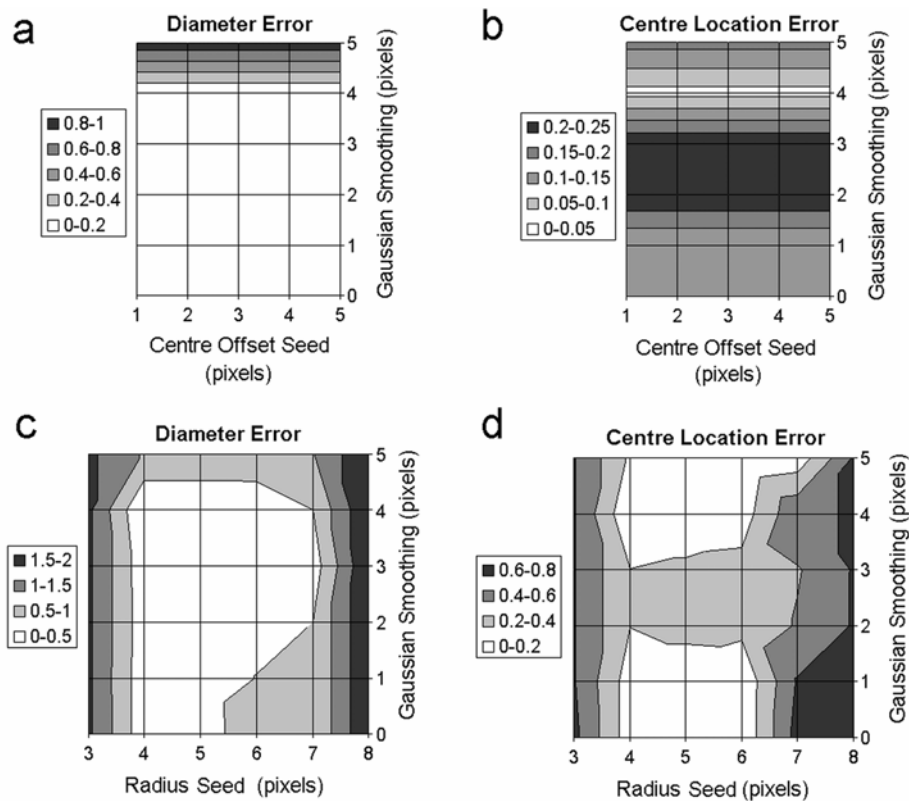 a
Diameter Error
0.8-1
0.6-0.8
0.4-0.6
0.2-0.4
0-0.2
5
4
3
2
1
0
Gaussian Smoothing (pixels)
1 2 3 4 5
Centre Offset Seed
(pixels)
b
Centre Location Error
0.2-0.25
0.15-0.2
0.1-0.15
0.05-0.1
0-0.05
5
4
3
2
1
0
Gaussian Smoothing (pixels)
1 2 3 4 5
Centre Offset Seed
(pixels)
c
Diameter Error
1.5-2
1-1.5
0.5-1
0-0.5
5
4
3
2
1
0
Gaussian Smoothing (pixels)
3 4 5 6 7 8
Radius Seed (pixels)
d
Centre Location Error
0.6-0.8
0.4-0.6
0.2-0.4
0-0.2
5
4
3
2
1
0
Gaussian Smoothing (pixels)
3 4 5 6 7 8
Radius Seed (pixels)